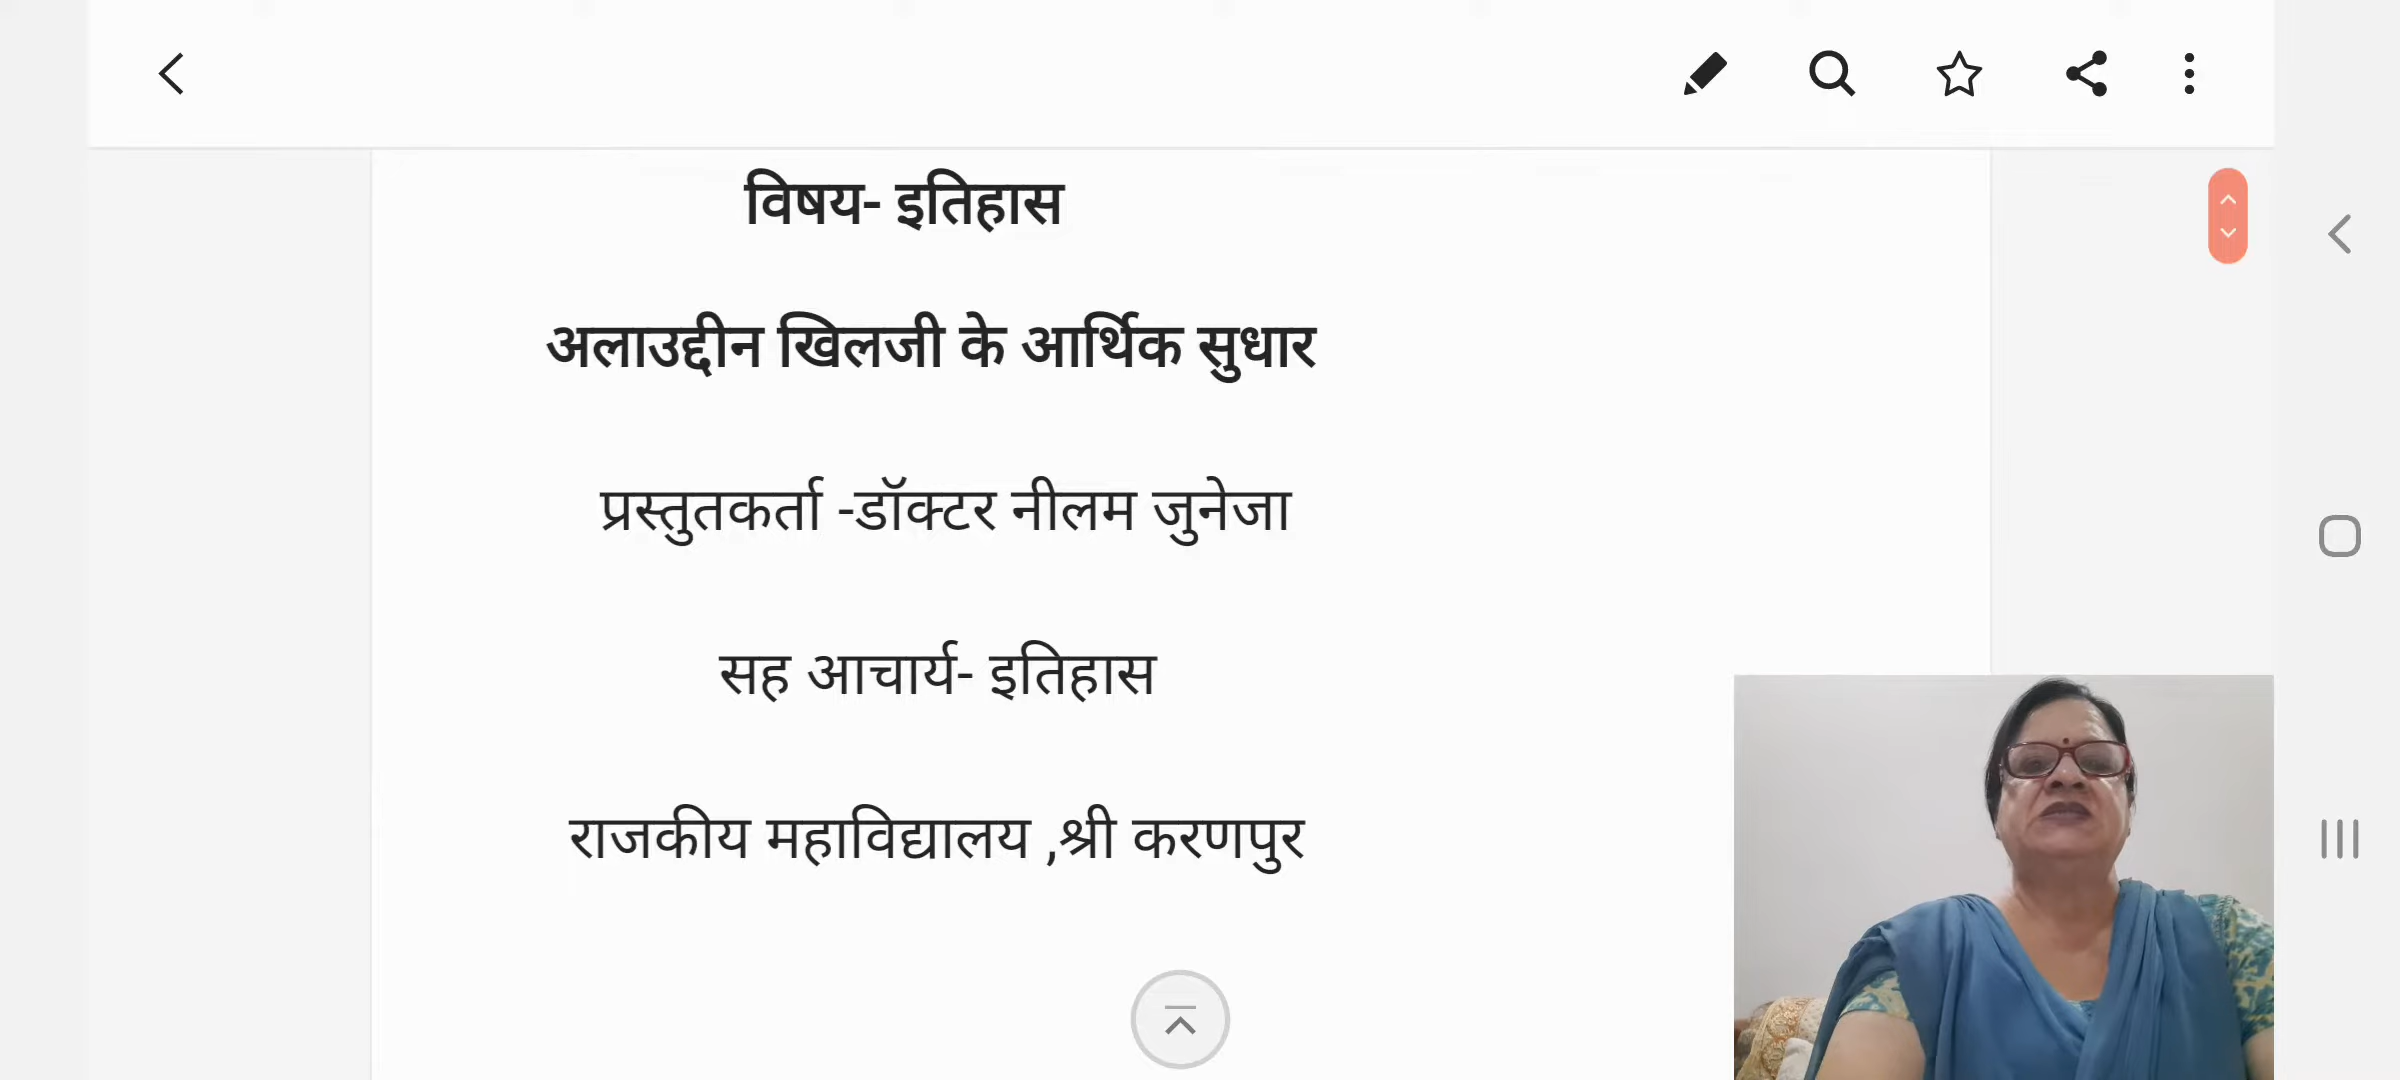 विषय- इतिहास
अलाउद्दीन खिलजी के आर्थिक सुधार
प्रस्तुतकर्ता -डॉक्टर नीलम जुनेजा
सह आचार्य- इतिहास
राजकीय महाविद्यालय ,श्री करणपुर